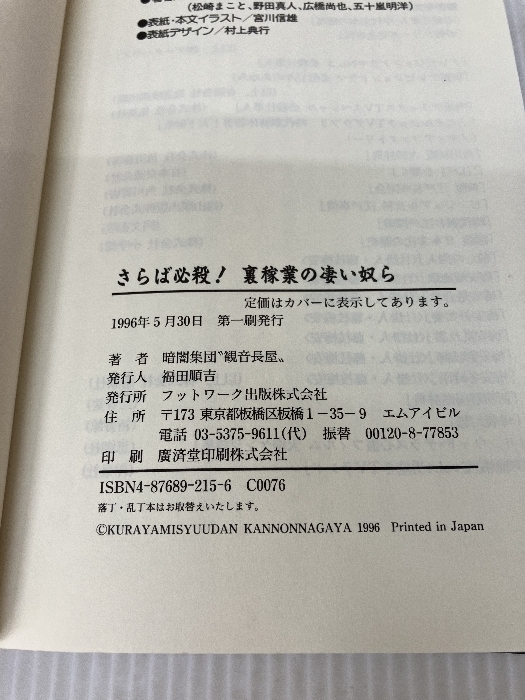 (松崎まこと、野田真人、広橋尚也、五十嵐明洋)
●表紙・本文イラスト／宮川信雄
●表紙デザイン／村上典行
さらば必殺！ 裏稼業の凄い奴ら
定価はカバーに表示してあります。
1996年5月30日　第一刷発行
著　者　暗闇集団〝観音長屋〟
発行人　福田順吉
発行所　フットワーク出版株式会社
住　所　〒173 東京都板橋区板橋1－35－9　エムアイビル
電話 03-5375-9611(代)　振替　00120-8-77853
印　刷　廣済堂印刷株式会社
ISBN4-87689-215-6　C0076
落丁・乱丁本はお取替えいたします。
©KURAYAMISYUUDAN KANNONNAGAYA 1996　Printed in Japan